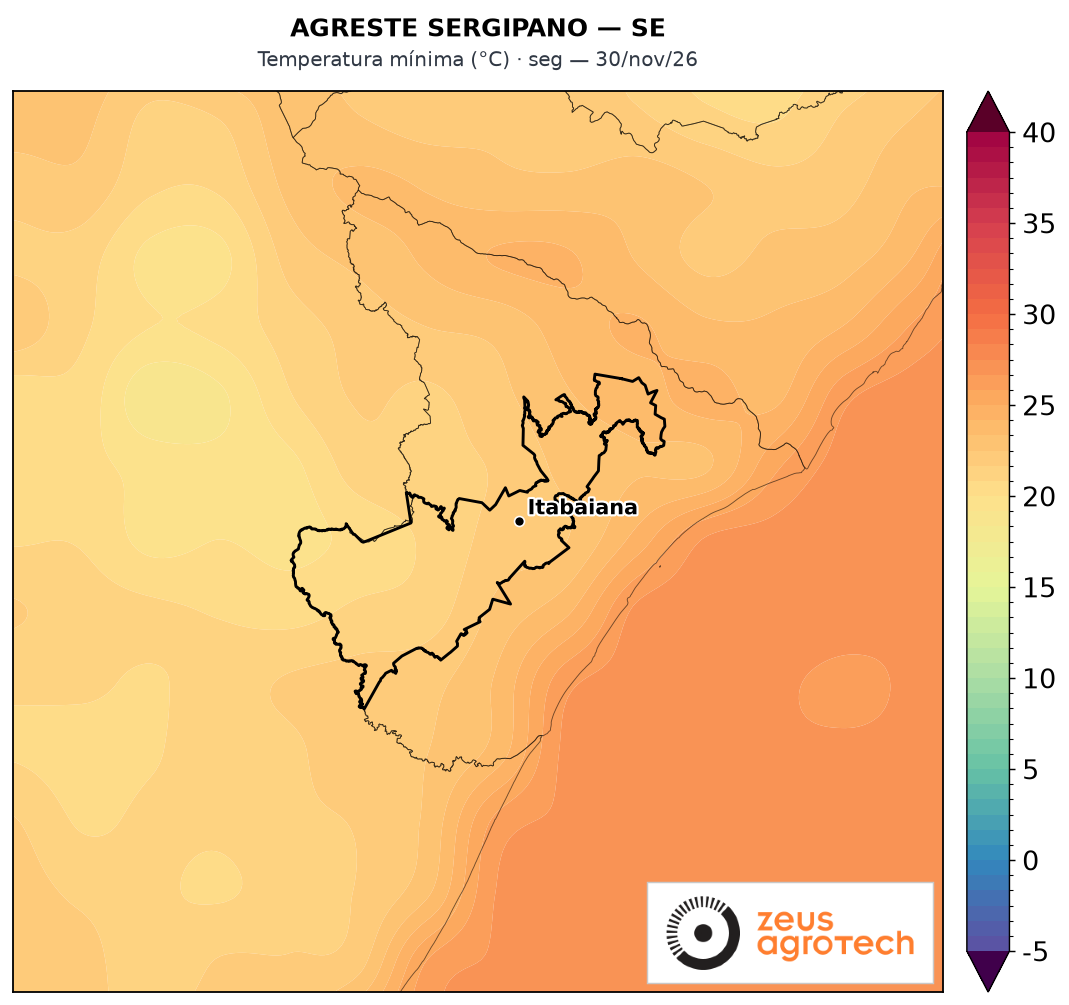 AGRESTE SERGIPANO — SE
Temperatura mínima (°C) · seg — 30/nov/26
Itabaiana
40
35
30
25
20
15
10
5
0
-5
zeus
agrotech